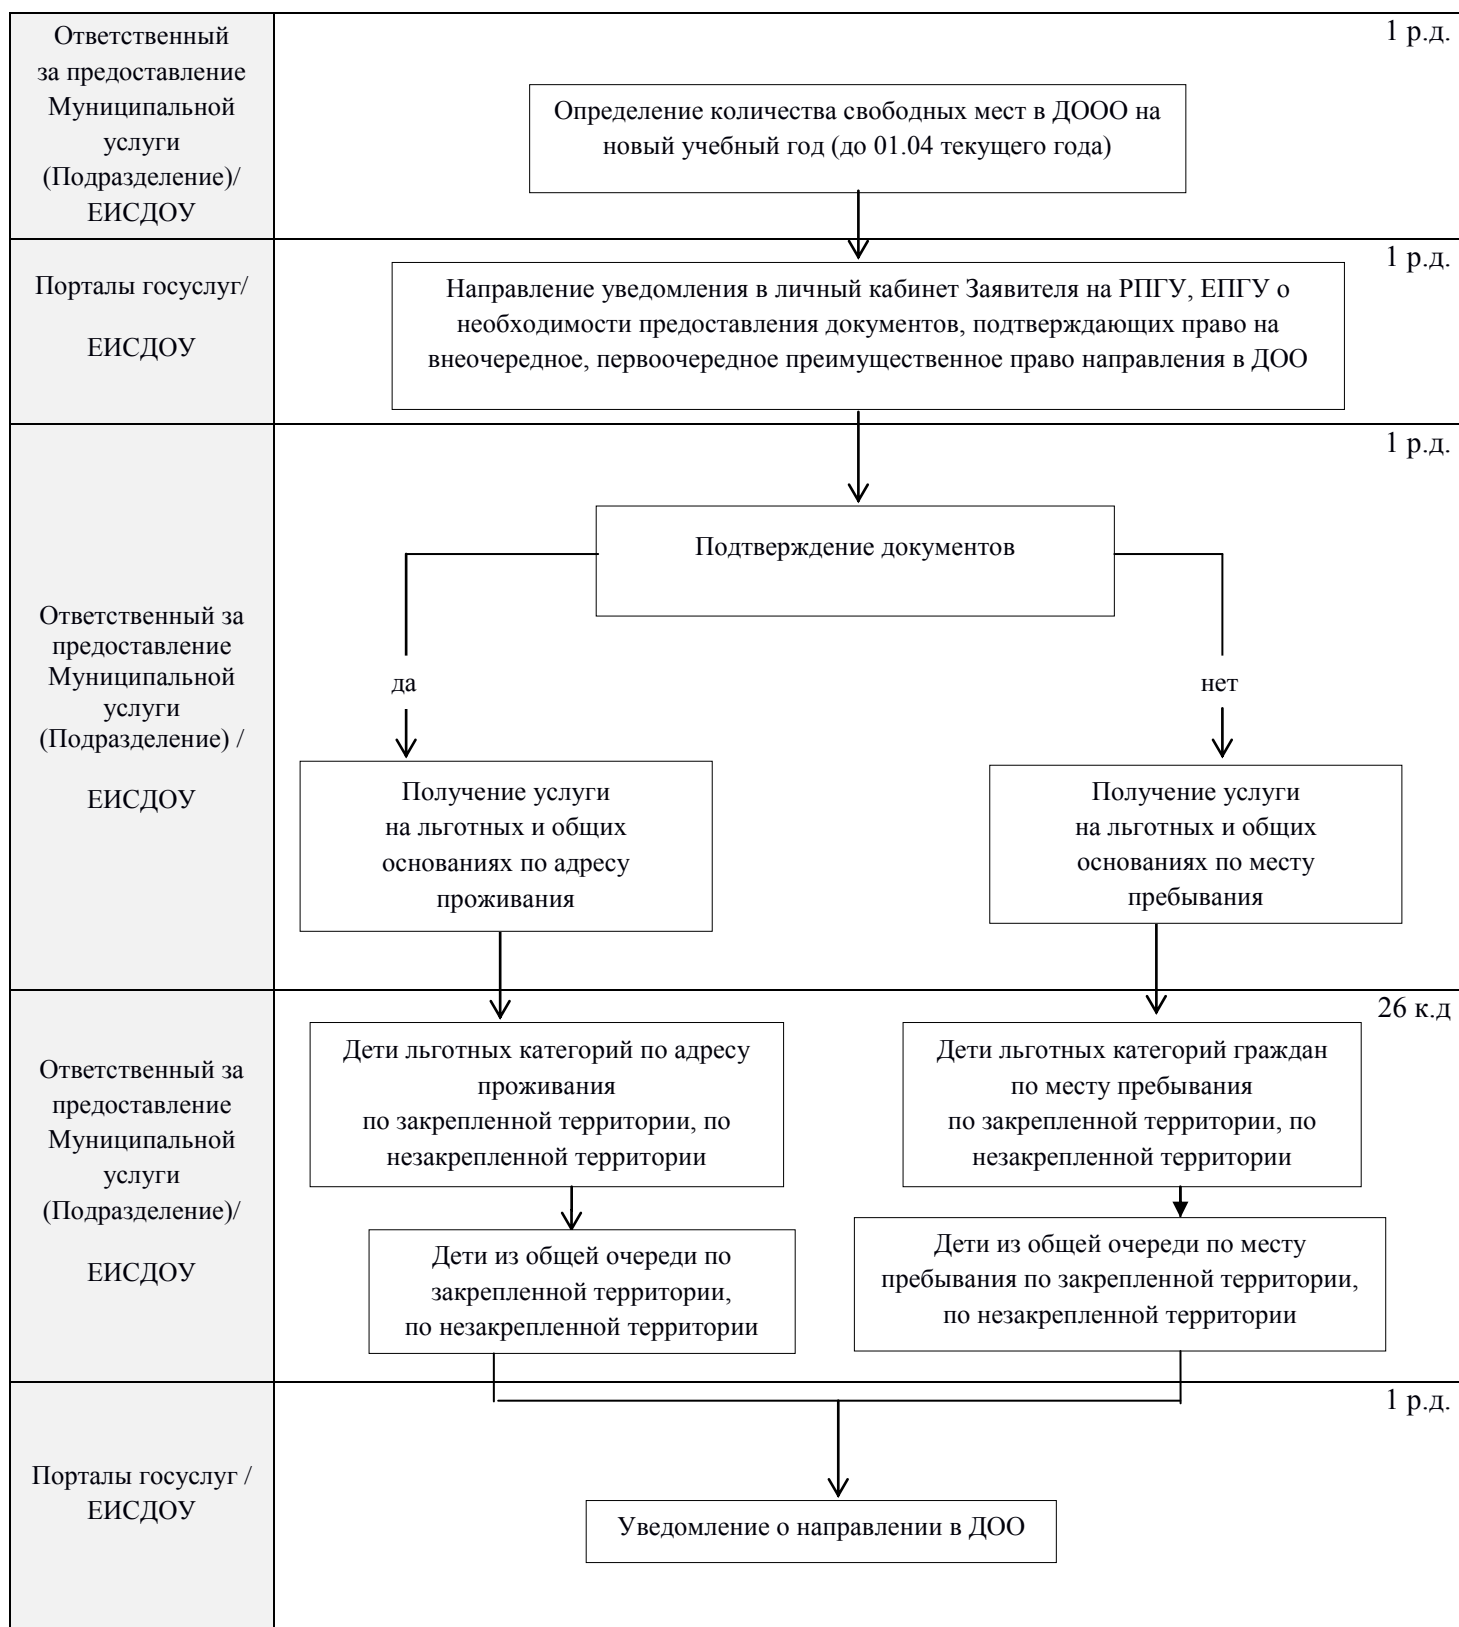 Ответственный
за предоставление
Муниципальной
услуги
(Подразделение)/
ЕИСДОУ
1 р.д.
Определение количества свободных мест в ДООО на
новый учебный год (до 01.04 текущего года)
Порталы госуслуг/
ЕИСДОУ
1 р.д.
Направление уведомления в личный кабинет Заявителя на РПГУ, ЕПГУ о
необходимости предоставления документов, подтверждающих право на
внеочередное, первоочередное преимущественное право направления в ДОО
Ответственный за
предоставление
Муниципальной
услуги
(Подразделение) /
ЕИСДОУ
1 р.д.
Подтверждение документов
да
нет
Получение услуги
на льготных и общих
основаниях по адресу
проживания
Получение услуги
на льготных и общих
основаниях по месту
пребывания
Ответственный за
предоставление
Муниципальной
услуги
(Подразделение)/
ЕИСДОУ
26 к.д
Дети льготных категорий по адресу
проживания
по закрепленной территории, по
незакрепленной территории
Дети льготных категорий граждан
по месту пребывания
по закрепленной территории, по
незакрепленной территории
Дети из общей очереди по
закрепленной территории,
по незакрепленной территории
Дети из общей очереди по месту
пребывания по закрепленной территории,
по незакрепленной территории
Порталы госуслуг /
ЕИСДОУ
1 р.д.
Уведомление о направлении в ДОО